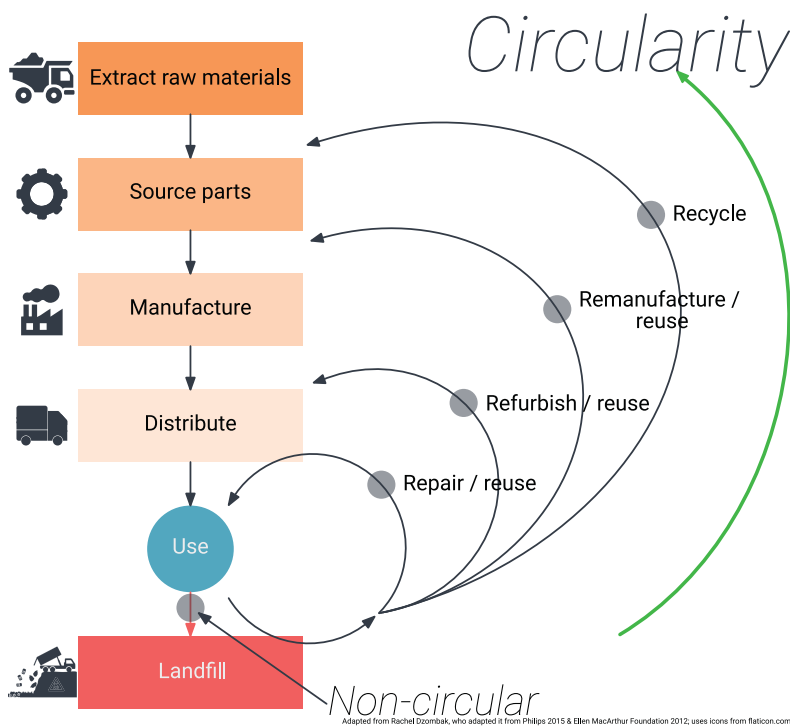 Circularity
Extract raw materials
Source parts
Recycle
Manufacture
Remanufacture /
reuse
Distribute
Refurbish / reuse
Repair / reuse
Use
Landfill
Non-circular
Adapted from Rachel Dzombak, who adapted it from Philips 2015 & Ellen MacArthur Foundation 2012; uses icons from flaticon.com